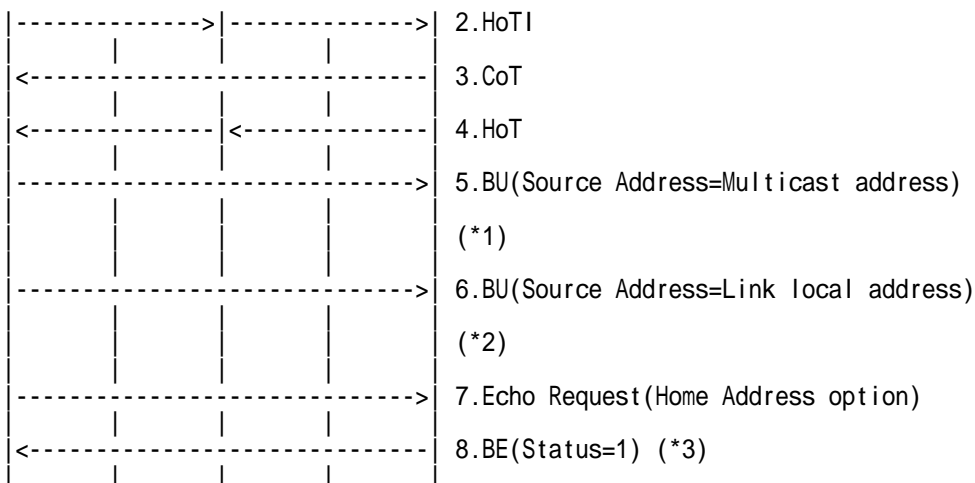 2.HoTI
3.CoT
4.HoT
5.BU(Source Address=Multicast address)
(*1)
6.BU(Source Address=Link local address)
(*2)
7.Echo Request(Home Address option)
8.BE(Status=1) (*3)